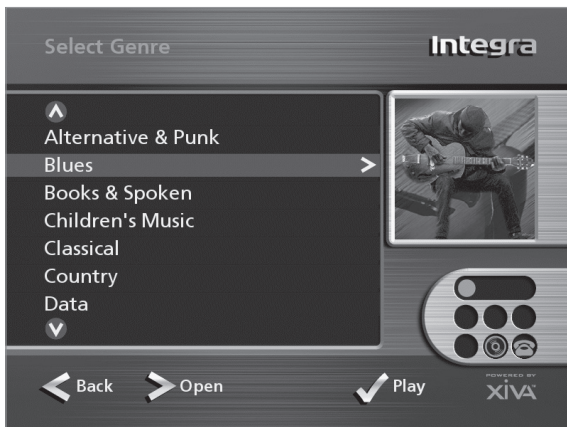 Select Genre
Integra
Alternative & Punk
Blues
Books & Spoken
Children's Music
Classical
Country
Data
Back
Open
Play
POWERED BY
XiVA